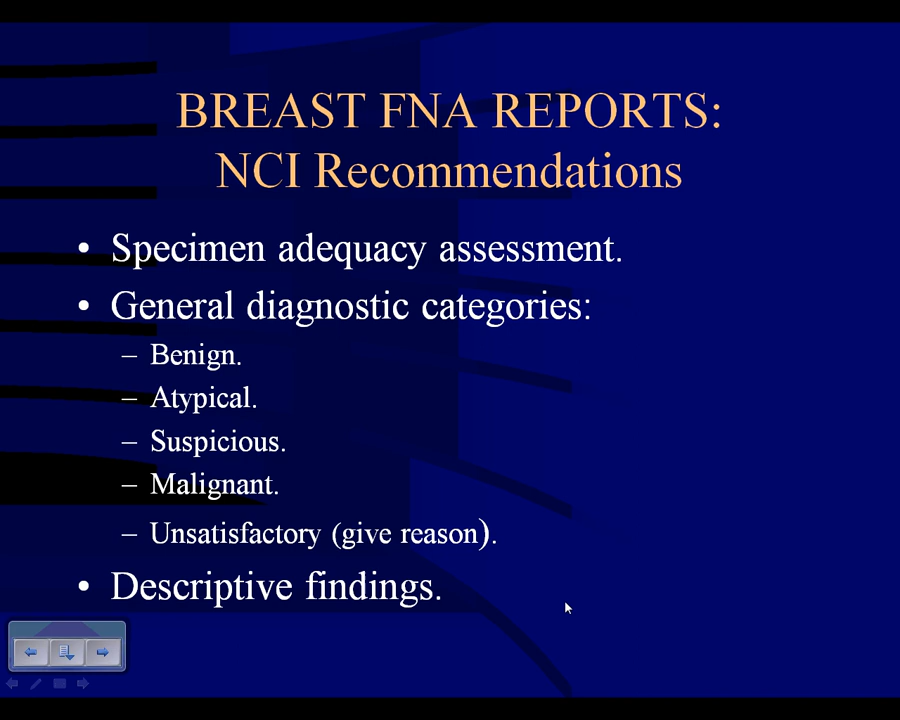 BREAST FNA REPORTS:
NCI Recommendations
• Specimen adequacy assessment.
• General diagnostic categories:
– Benign.
– Atypical.
– Suspicious.
– Malignant.
– Unsatisfactory (give reason).
• Descriptive findings.